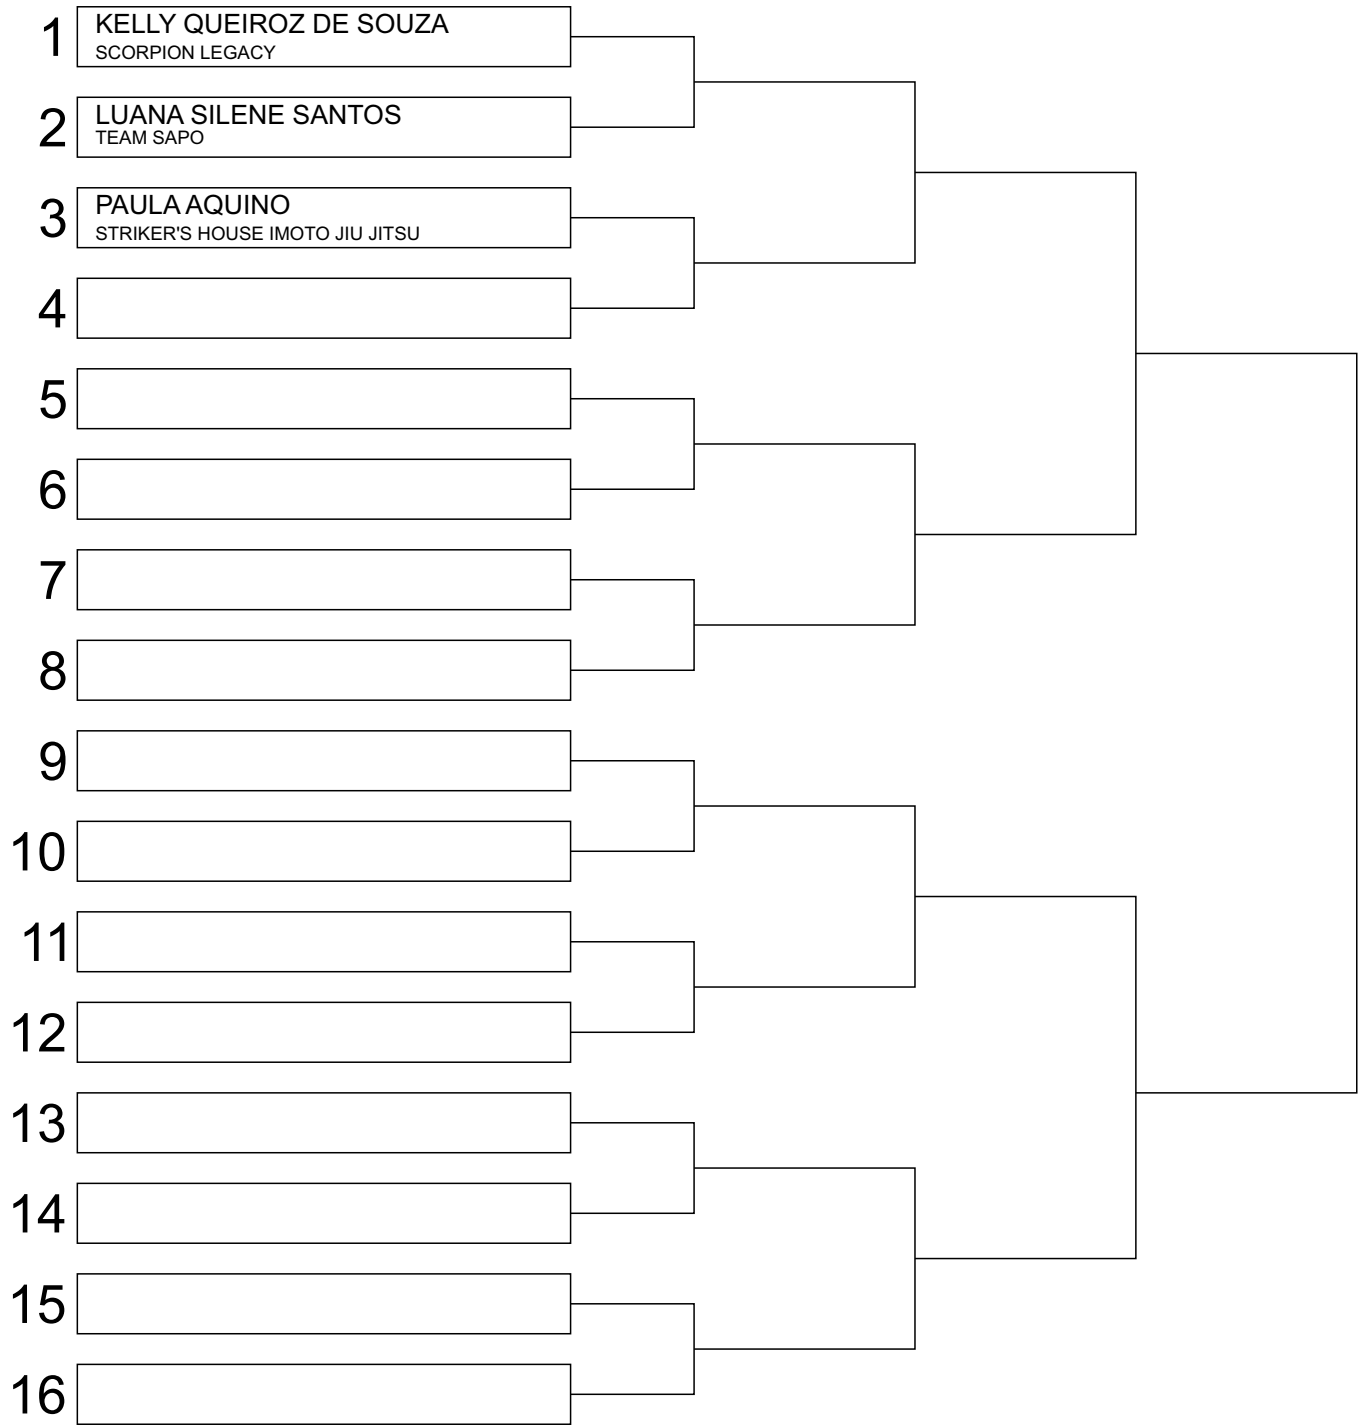 1
KELLY QUEIROZ DE SOUZA
SCORPION LEGACY
2
LUANA SILENE SANTOS
TEAM SAPO
3
PAULA AQUINO
STRIKER'S HOUSE IMOTO JIU JITSU
4
5
6
7
8
9
10
11
12
13
14
15
16